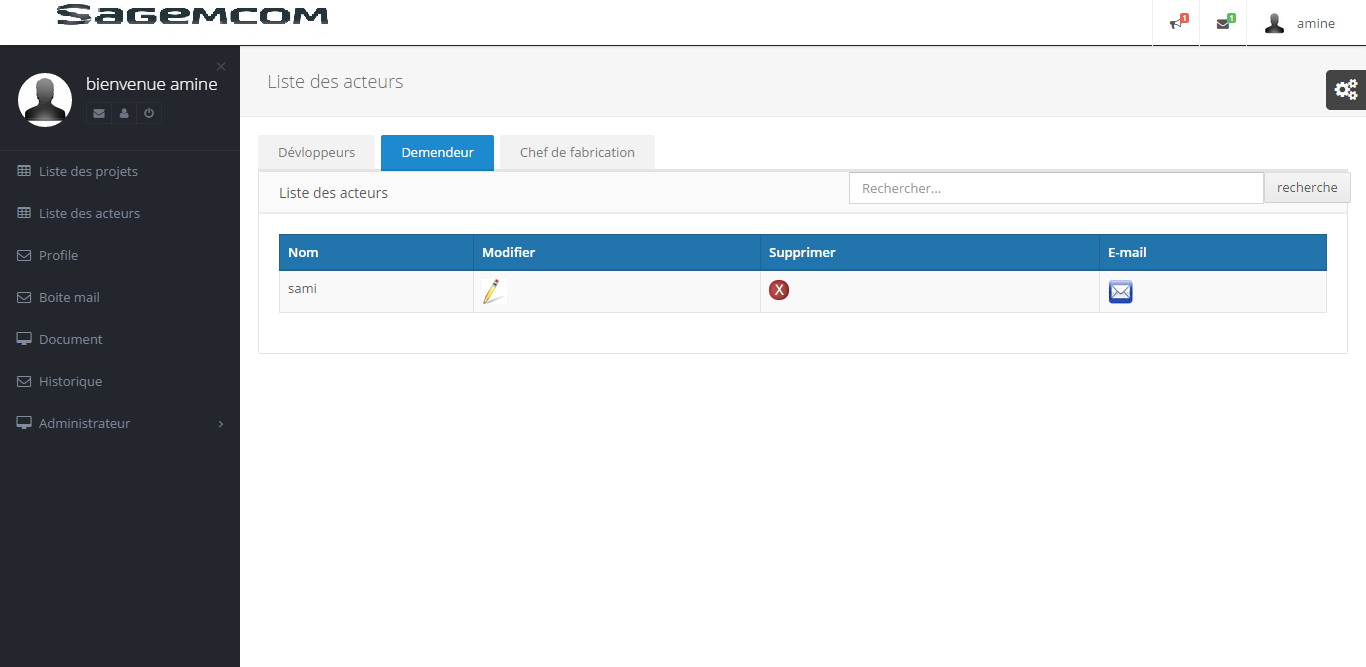 SAGEMCOM
1
1
amine
bienvenue amine
Liste des projets
Liste des acteurs
Profile
Boite mail
Document
Historique
Administrateur
Liste des acteurs
Dévloppeurs
Demendeur
Chef de fabrication
Liste des acteurs
Rechercher...
recherche
Nom
Modifier
Supprimer
E-mail
sami
X